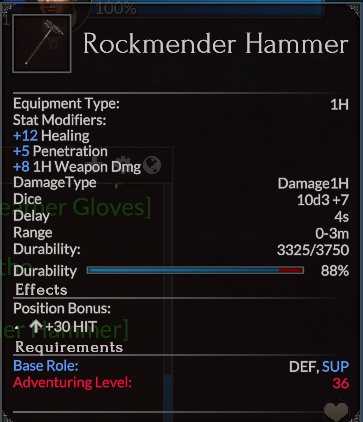 100%
Rockmender Hammer
Equipment Type: 1H
Stat Modifiers:
+12 Healing
+5 Penetration
+8 1H Weapon Dmg
DamageType Damage1H
Dice 10d3 +7
Delay 4s
Range 0-3m
Durability: 3325/3750
Durability 88%
Effects
Position Bonus:
+30 HIT
Requirements
Base Role: DEF, SUP
Adventuring Level: 36
Gloves]
Hammer]